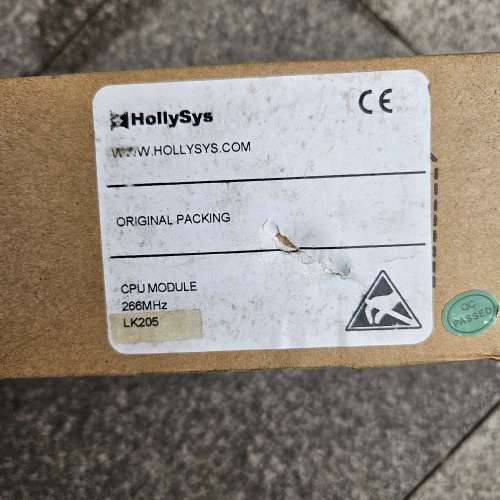 HollySys
CE
WWW.HOLLYSYS.COM
ORIGINAL PACKING
CPU MODULE
266MHz
LK205
QC
PASSED